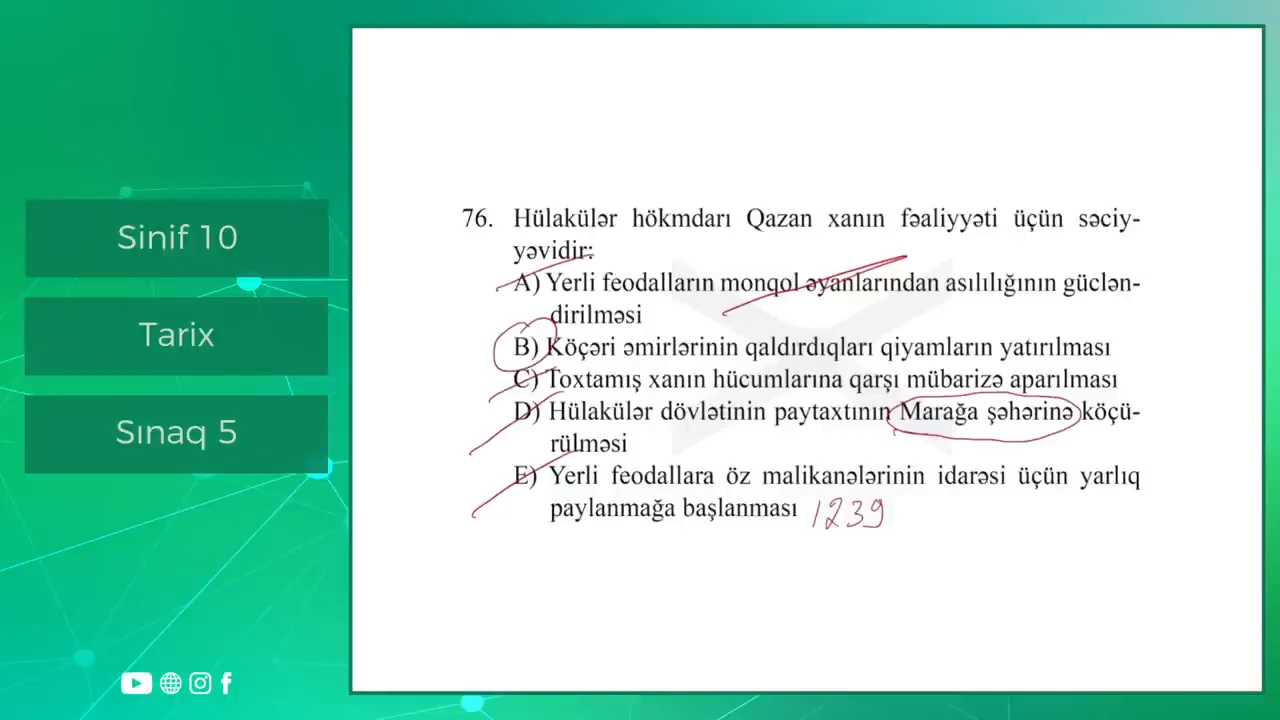 Sinif 10
Tarix
Sınaq 5
76. Hülakülər hökmdarı Qazan xanın fəaliyyəti üçün səciy-
yəvidir:
A) Yerli feodalların monqol əyanlarından asılılığının güclən-
dirilməsi
B) Köçəri əmirlərinin qaldırdıqları qiyamların yatırılması
C) Toxtamış xanın hücumlarına qarşı mübarizə aparılması
D) Hülakülər dövlətinin paytaxtının Marağa şəhərinə köçü-
rülməsi
E) Yerli feodallara öz malikanələrinin idarəsi üçün yarlıq
paylanmağa başlanması 1239